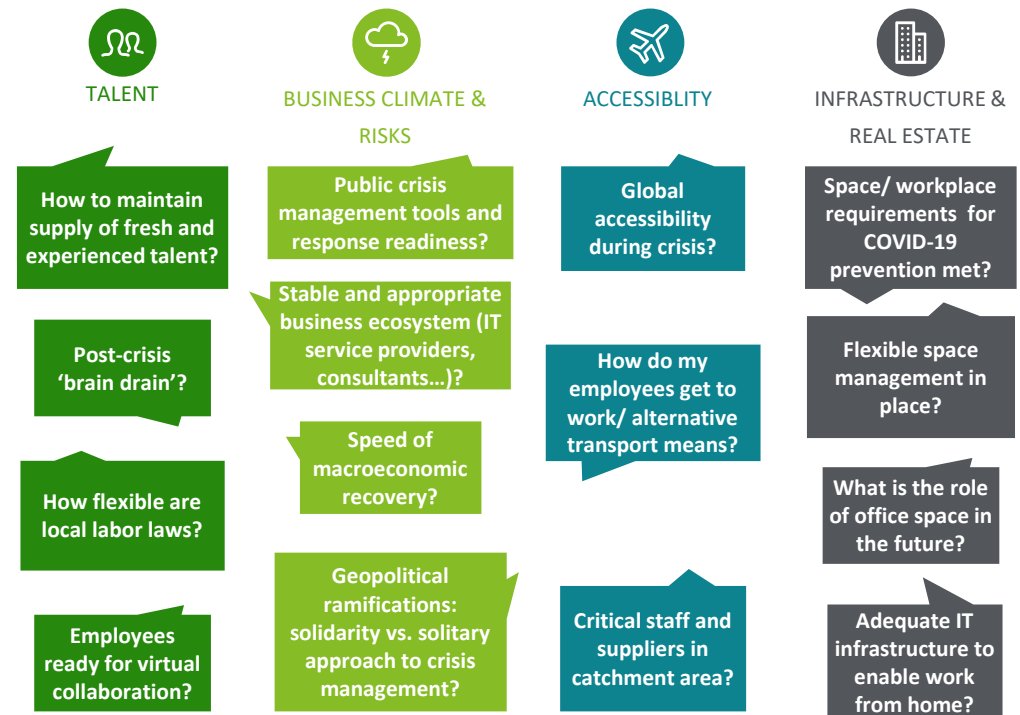 TALENT
How to maintain
supply of fresh and
experienced talent?
Post-crisis
‘brain drain’?
How flexible are
local labor laws?
Employees
ready for virtual
collaboration?
BUSINESS CLIMATE &
RISKS
Public crisis
management tools and
response readiness?
Stable and appropriate
business ecosystem (IT
service providers,
consultants…)?
Speed of
macroeconomic
recovery?
Geopolitical
ramifications:
solidarity vs. solitary
approach to crisis
management?
ACCESSIBLITY
Global
accessibility
during crisis?
How do my
employees get to
work/ alternative
transport means?
Critical staff and
suppliers in
catchment area?
INFRASTRUCTURE &
REAL ESTATE
Space/ workplace
requirements for
COVID-19
prevention met?
Flexible space
management in
place?
What is the role
of office space in
the future?
Adequate IT
infrastructure to
enable work
from home?